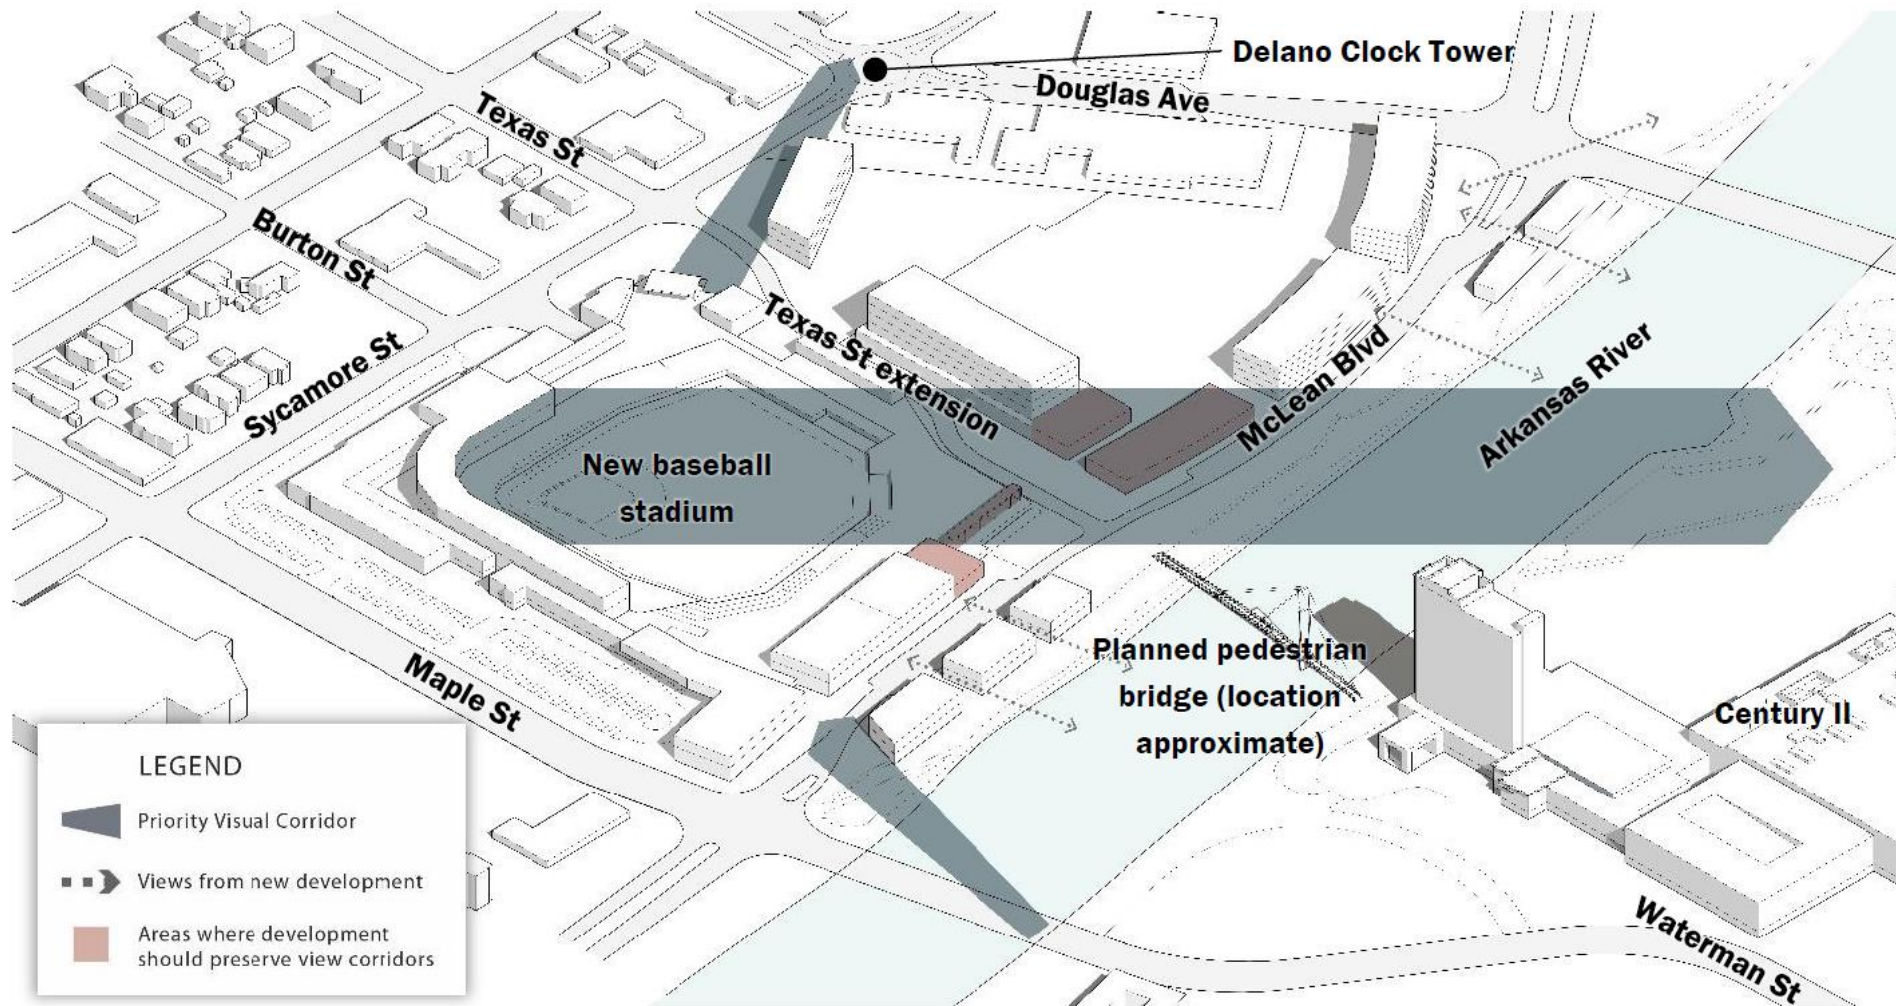 Delano Clock Tower
Douglas Ave
Texas St
Burton St
Texas St extension
McLean Blvd
Arkansas River
Sycamore St
New baseball
stadium
Planned pedestrian
bridge (location
approximate)
Maple St
Century II
Waterman St
LEGEND
Priority Visual Corridor
Views from new development
Areas where development
should preserve view corridors